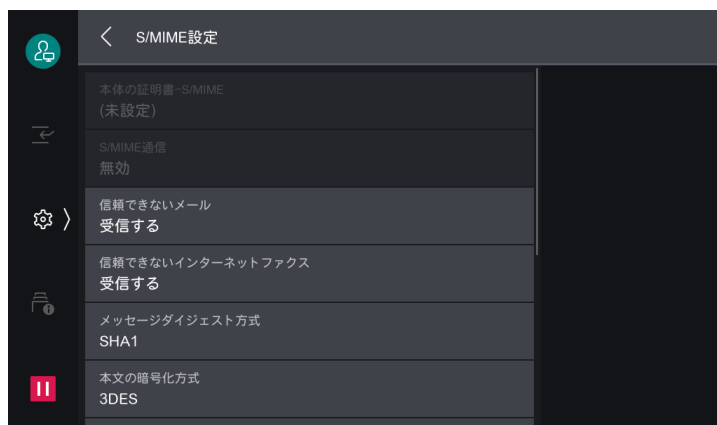 S/MIME設定
本体の証明書-S/MIME
(未設定)
S/MIME通信
無効
信頼できないメール
受信する
信頼できないインターネットファクス
受信する
メッセージダイジェスト方式
SHA1
本文の暗号化方式
3DES